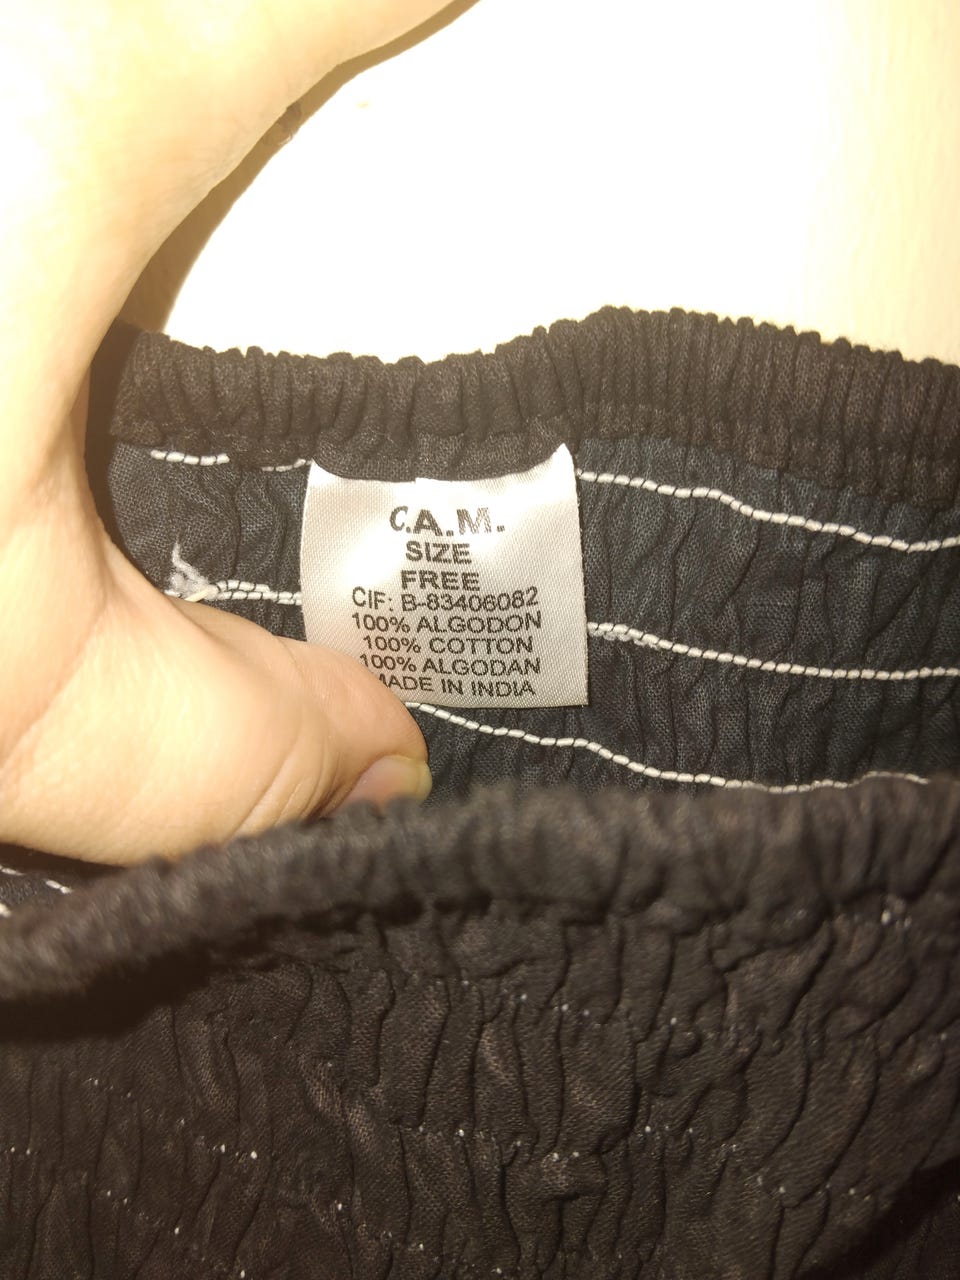 C.A.M.
SIZE
FREE
CIF: B-83406082
100% ALGODON
100% COTTON
100% ALGODAN
MADE IN INDIA